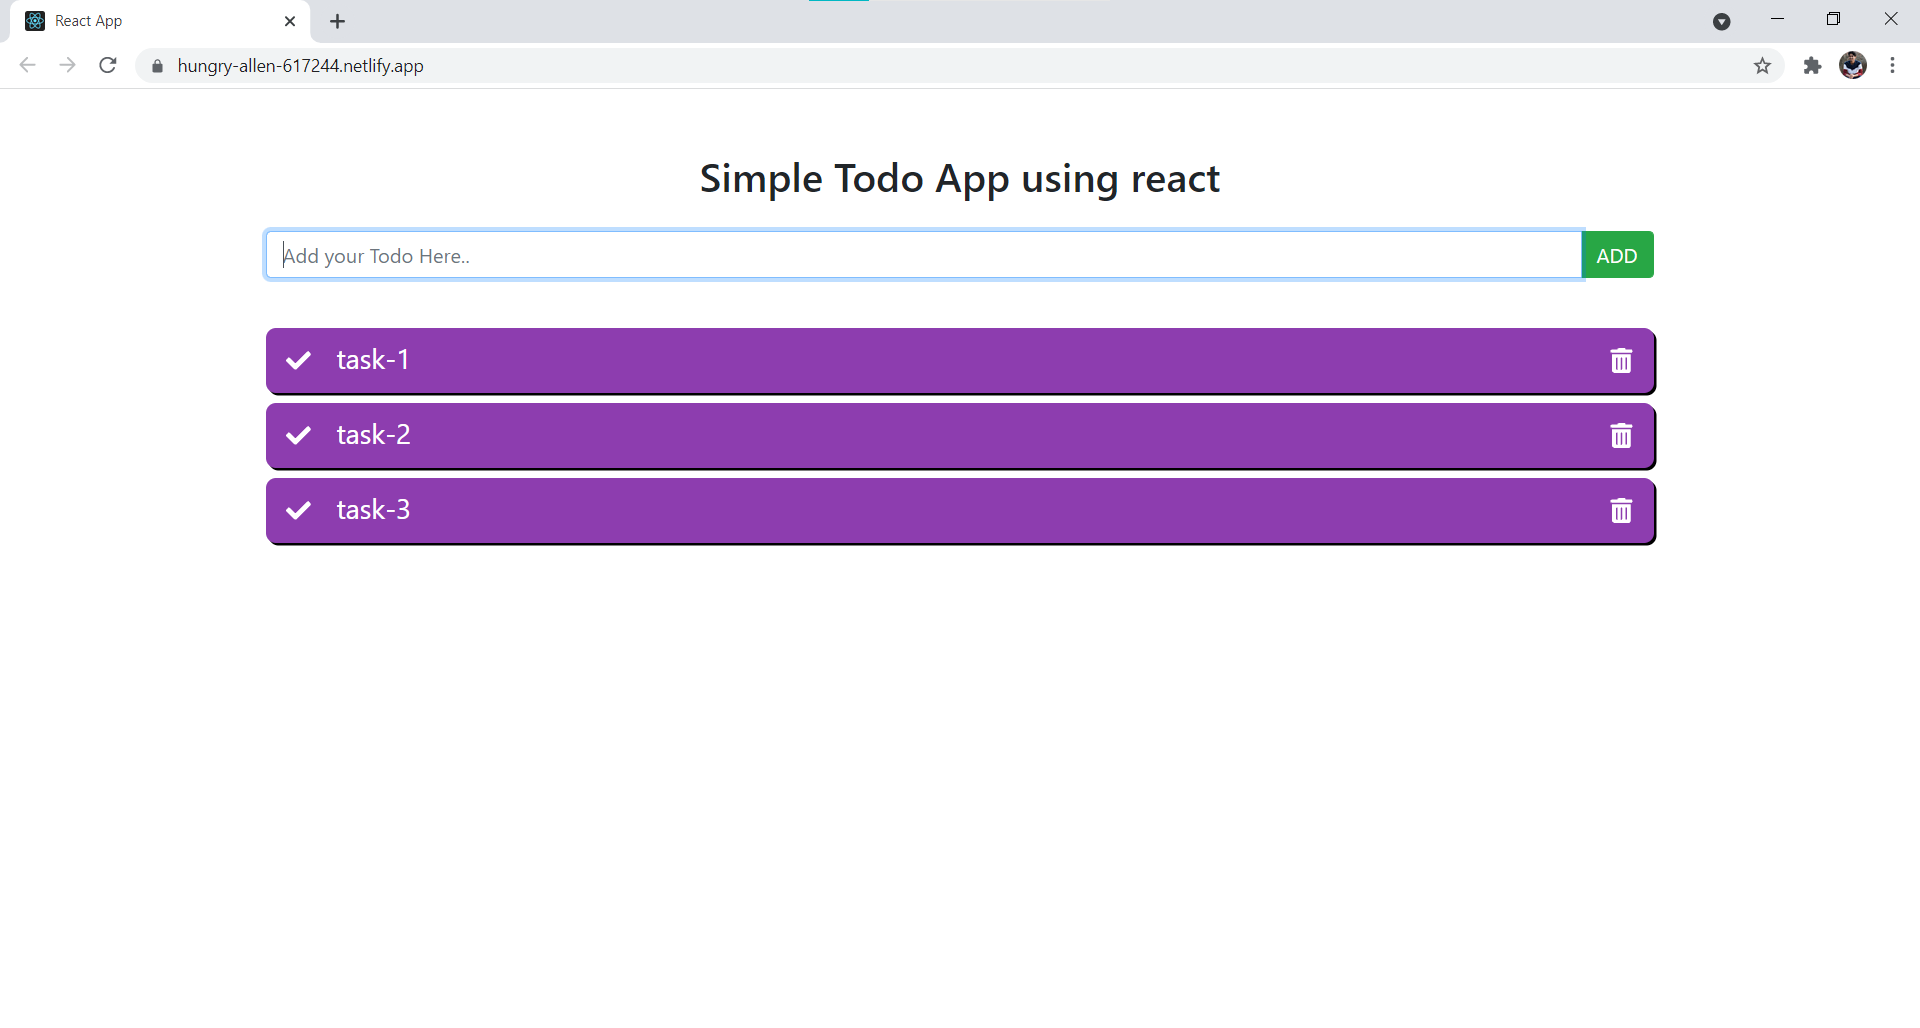 React App
hungry-allen-617244.netlify.app
Simple Todo App using react
Add your Todo Here..
ADD
task-1
task-2
task-3